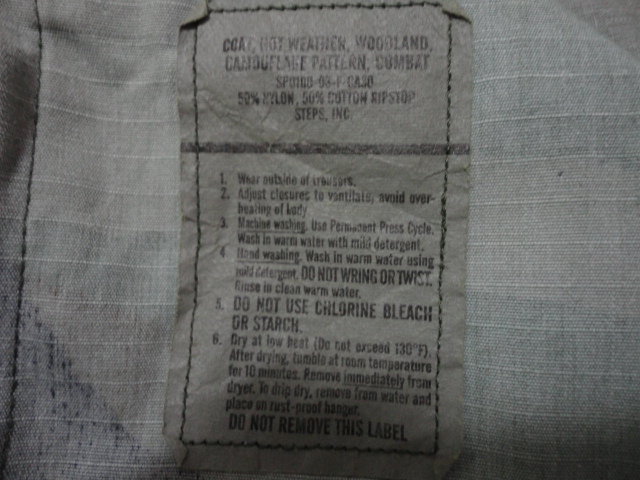 COAT, HOT WEATHER, WOODLAND,
CAMOUFLAGE PATTERN, COMBAT
SPO100-03-F-CA30
50% NYLON, 50% COTTON RIPSTOP
STEPS, INC.
1. Wear outside of trousers.
2. Adjust closures to ventilate, avoid over-
heating of body
3. Machine washing. Use Permanent Press Cycle.
Wash in warm water with mild detergent.
4. Hand washing. Wash in warm water using
mild detergent. DO NOT WRING OR TWIST.
Rinse in clean warm water.
5. DO NOT USE CHLORINE BLEACH
OR STARCH.
6. Dry at low heat (Do not exceed 130°F).
After drying, tumble at room temperature
for 10 minutes. Remove immediately from
dryer. To drip dry, remove from water and
place on rust-proof hanger.
DO NOT REMOVE THIS LABEL